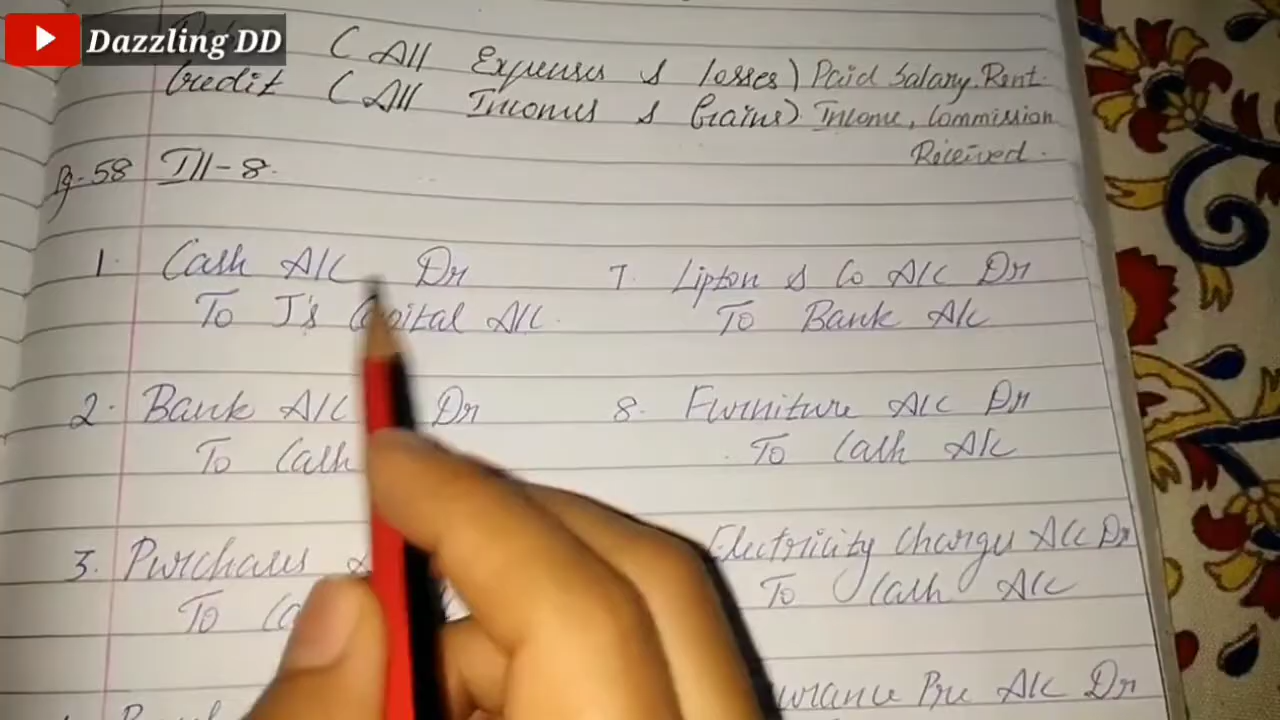 Dazzling DD
( All Expenses & losses) Paid Salary. Rent.
Credit ( All Incomes & Gains) Income, Commission
Received.
Pg-58 Ill-8.
1. Cash A/c Dr
To J's Capital A/c.
2. Bank A/c Dr
To Cash
3. Purchases
To
7. Lipton & Co A/c Dr
To Bank A/c
8. Furniture A/c Dr
To Cash A/c
Electricity Charges A/c Dr
To Cash A/c
Pre A/c Dr